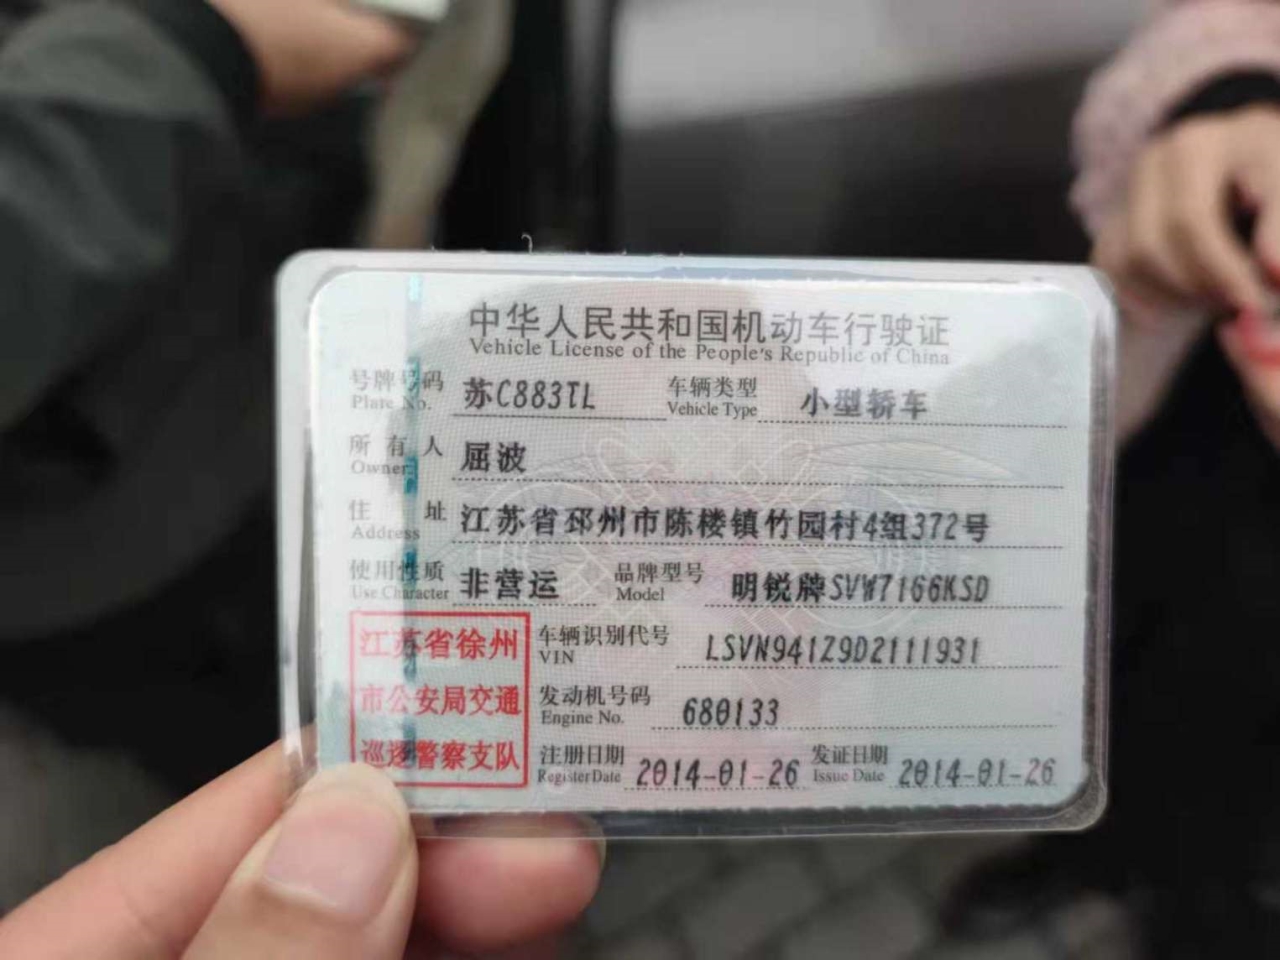 中华人民共和国机动车行驶证
Vehicle License of the People's Republic of China
号牌号码 苏C883TL 车辆类型 小型轿车
Plate No. Vehicle Type
所有人 屈波
Owner
住址 江苏省邳州市陈楼镇竹园村4组372号
Address
使用性质 非营运 品牌型号 明锐牌SVW7166KSD
Use Character Model
江苏省徐州
市公安局交通
巡逻警察支队
车辆识别代号 LSVN941Z9D2111931
VIN
发动机号码 680133
Engine No.
注册日期 2014-01-26 发证日期 2014-01-26
Register Date Issue Date